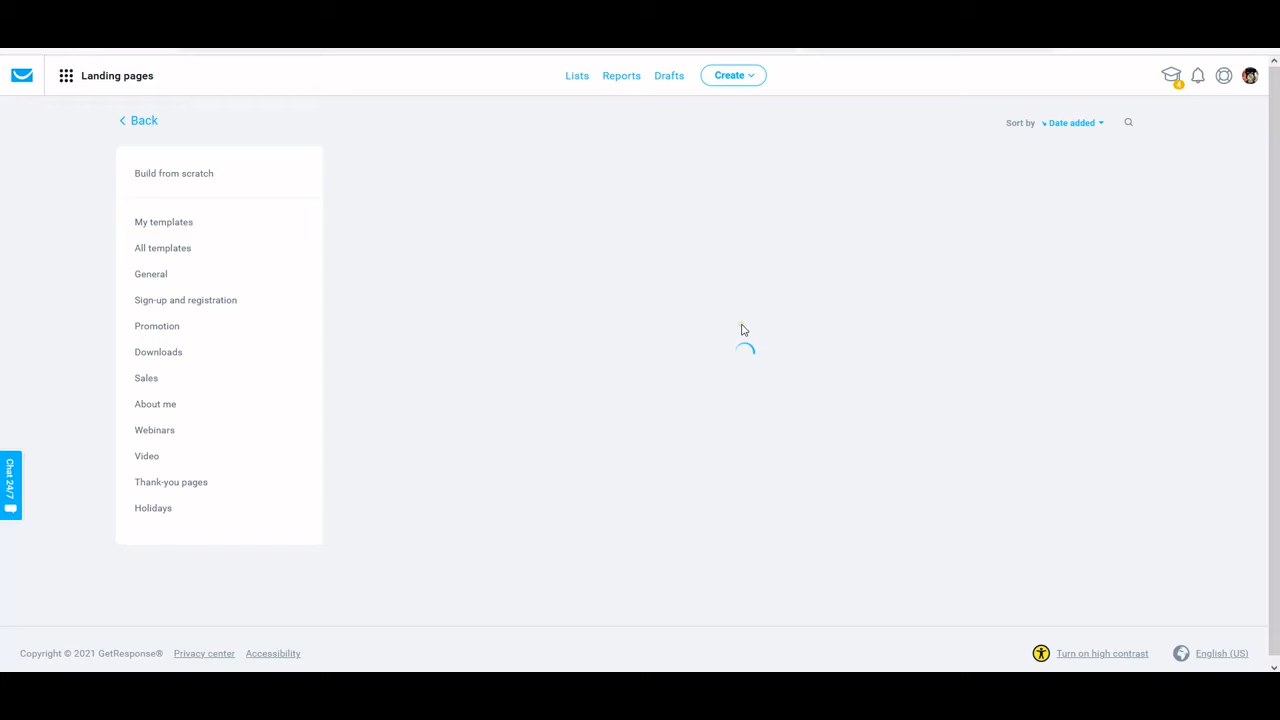 Landing pages
Lists
Reports
Drafts
Create
4
Back
Sort by
Date added
Build from scratch
My templates
All templates
General
Sign-up and registration
Promotion
Downloads
Sales
About me
Webinars
Video
Thank-you pages
Holidays
Chat 24/7
Copyright © 2021 GetResponse®
Privacy center
Accessibility
Turn on high contrast
English (US)